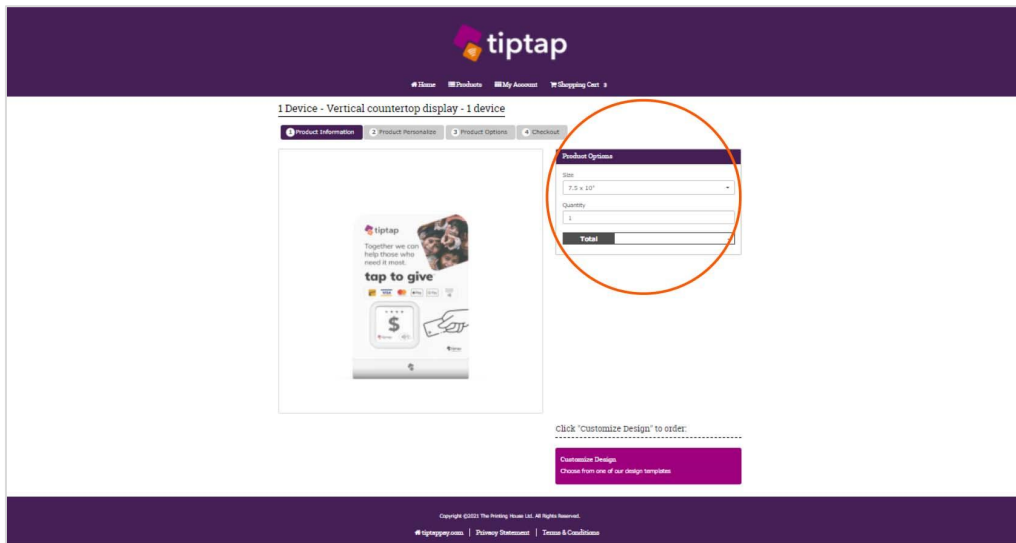 tiptap
Home Products My Account Shopping Cart 3
1 Device - Vertical countertop display - 1 device
1 Product Information 2 Product Personalize 3 Product Options 4 Checkout
Product Options
Size
7.5 x 10"
Quantity
1
Total
tiptap
Together we can
help those who
need it most.
tap to give
VISA
$
Click "Customize Design" to order:
Customize Design
Choose from one of our design templates
Copyright ©2021 The Printing House Ltd. All Rights Reserved.
tiptappay.com | Privacy Statement | Terms & Conditions